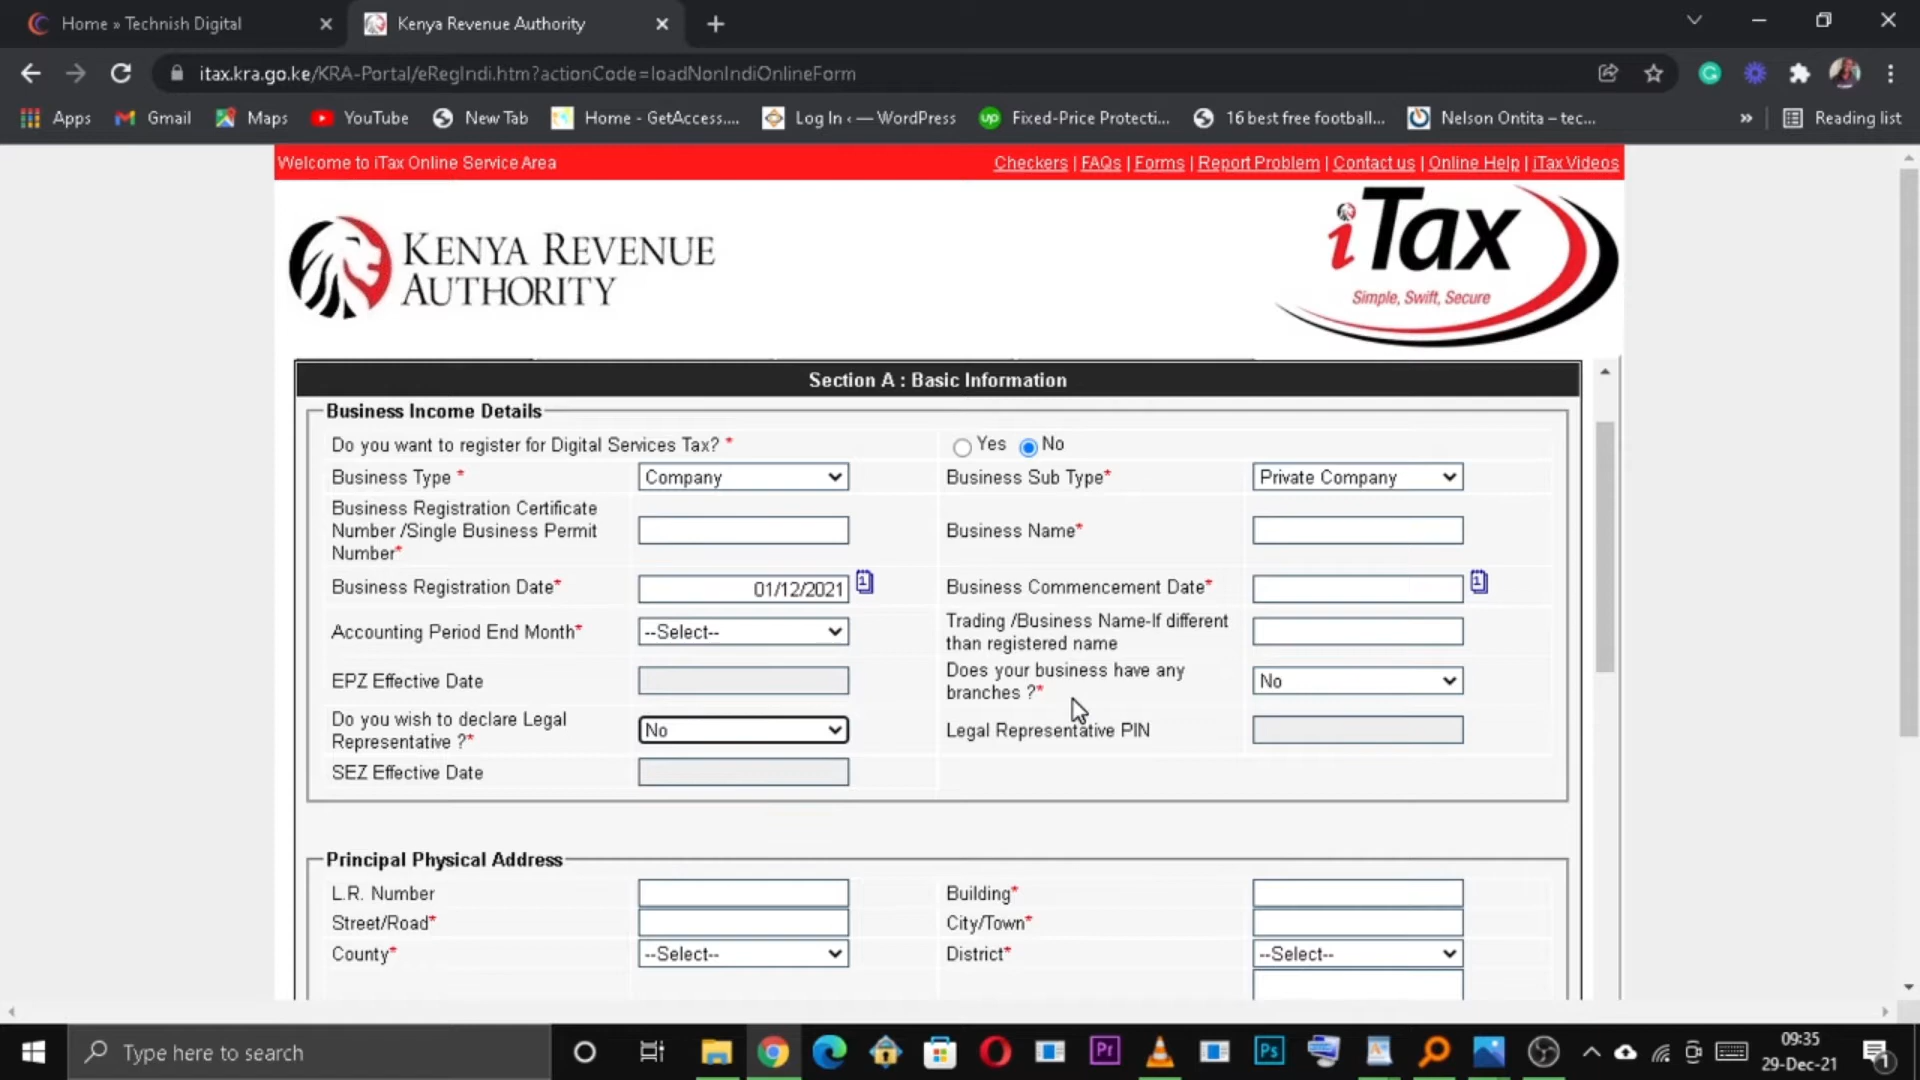 Home » Technish Digital
Kenya Revenue Authority
itax.kra.go.ke/KRA-Portal/eRegIndi.htm?actionCode=loadNonIndiOnlineForm
Apps
Gmail
Maps
YouTube
New Tab
Home - GetAccess....
Log In ‹ — WordPress
Fixed-Price Protecti...
16 best free football...
Nelson Ontita – tec...
»
Reading list
Welcome to iTax Online Service Area
Checkers | FAQs | Forms | Report Problem | Contact us | Online Help | iTax Videos
KENYA REVENUE
AUTHORITY
iTax
Simple, Swift, Secure
Section A : Basic Information
Business Income Details
Do you want to register for Digital Services Tax? *
Yes No
Business Type * Company
Business Sub Type* Private Company
Business Registration Certificate
Number /Single Business Permit
Number*
Business Name*
Business Registration Date* 01/12/2021
Business Commencement Date*
Accounting Period End Month* --Select--
Trading /Business Name-If different
than registered name
EPZ Effective Date
Does your business have any
branches ?* No
Do you wish to declare Legal
Representative ?* No
Legal Representative PIN
SEZ Effective Date
Principal Physical Address
L.R. Number
Building*
Street/Road*
City/Town*
County* --Select--
District* --Select--
Type here to search
Pr
Ps
09:35
29-Dec-21
1